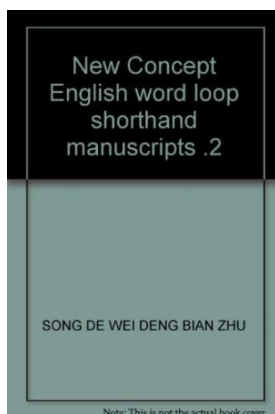 New Concept
English word loop
shorthand
manuscripts .2
SONG DE WEI DENG BIAN ZHU
Note: This is not the actual book cover